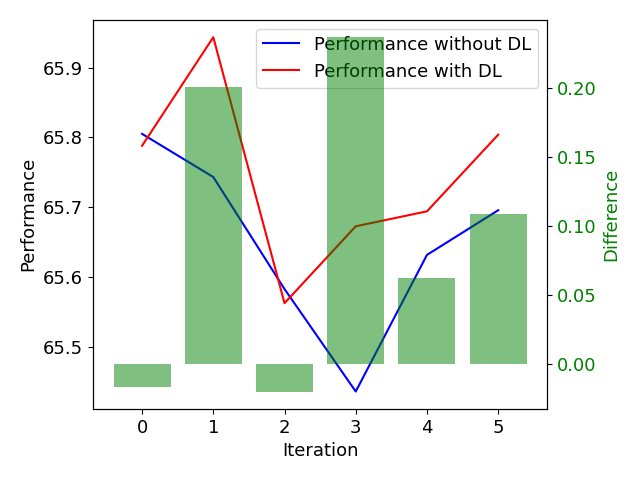 Performance without DL
Performance with DL
65.9
65.8
65.7
65.6
65.5
Performance
0.20
0.15
0.10
0.05
0.00
Difference
0 1 2 3 4 5
Iteration